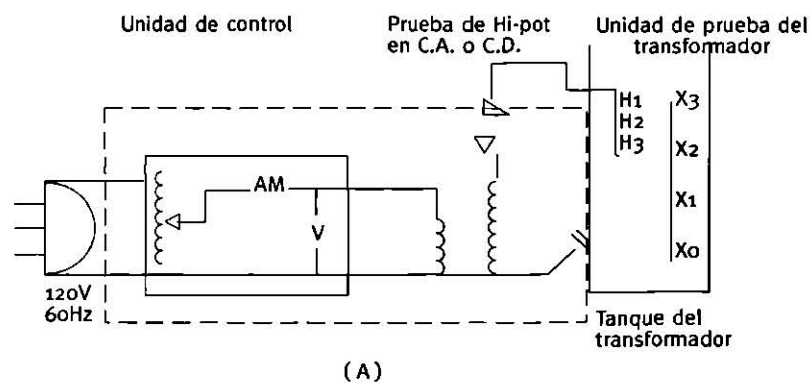 Unidad de control
Prueba de Hi-pot
en C.A. o C.D.
Unidad de prueba del
transformador
H1
H2
H3
X3
X2
X1
X0
AM
V
120V
60Hz
Tanque del
transformador
(A)